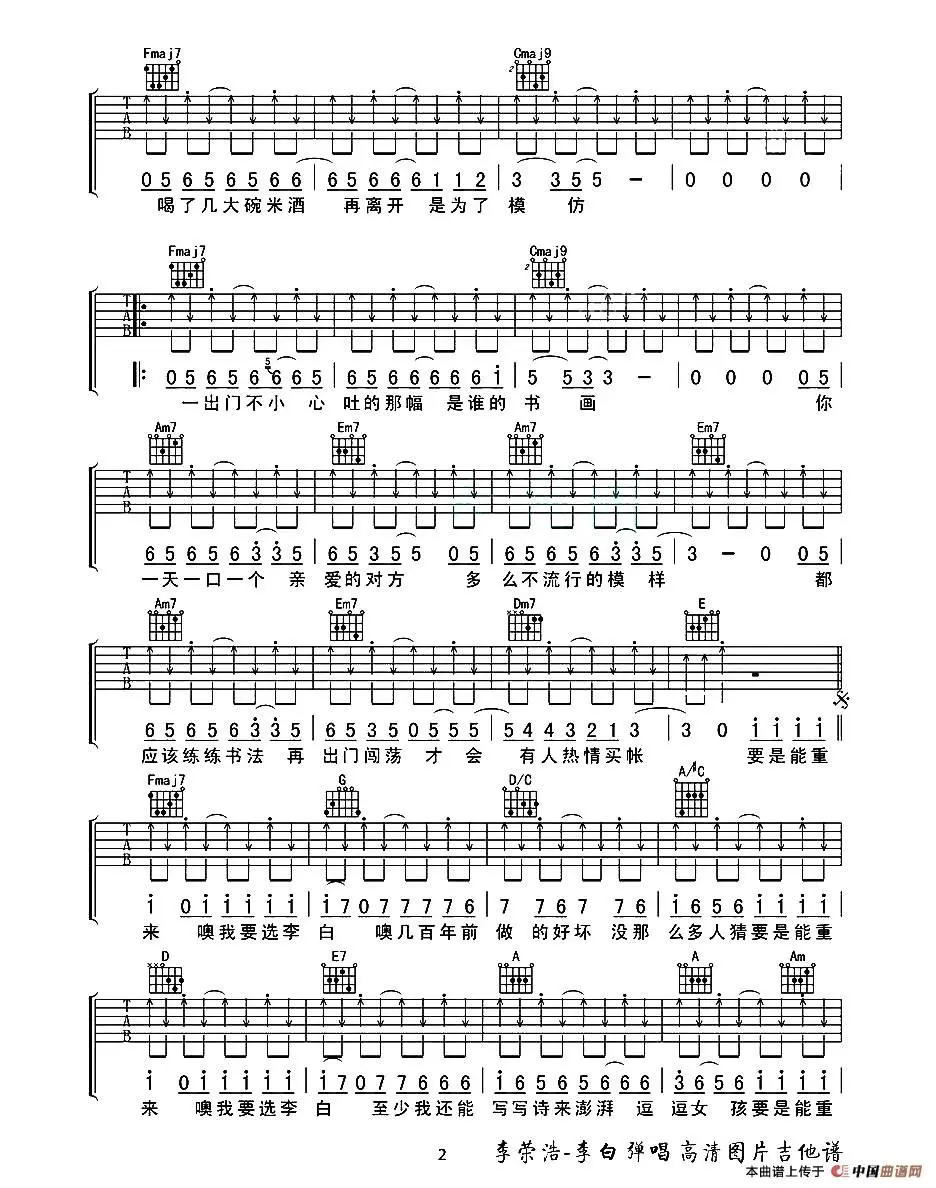 Fmaj7 Cmaj9
0 5 6 5 6 5 6 6 | 6 5 6 6 6 1 1 2 | 3 3 5 5 - | 0 0 0 0
喝了几大碗米酒 再离开 是为了 模 仿
Fmaj7 Cmaj9
0 5 6 5 6 6 6 6 5 | 6 5 6 6 6 6 6 i | 5 5 3 3 - | 0 0 0 0 5
一出门不小 心 吐的那幅 是谁的 书 画 你
Am7 Em7 Am7 Em7
6 5 6 5 6 3 3 5 | 6 5 3 5 5 0 5 | 6 5 6 5 6 3 3 5 | 3 - 0 0 5
一天一口一个 亲 爱的对方 多 么不流行的模 样 都
Am7 Em7 Dm7 E
6 5 6 5 6 3 3 5 | 6 5 3 5 0 5 5 5 | 5 4 4 3 2 1 3 | 3 0 i i i i
应该练练书法 再 出门闯荡 才 会 有人热情买帐 要是能重
Fmaj7 G D/C A/#C
i 0 i i i i i | i 7 0 7 7 7 7 6 | 7 7 6 7 7 6 | i 6 5 6 i i i i
来 噢我要选李 白 噢几百年前 做 的好坏 没那 么多人猜要是能重
D E7 A A Am
i 0 i i i i i | i 7 0 7 7 6 6 6 | i 6 5 6 5 6 6 6 | 3 6 5 6 i i i i
来 噢我要选李 白 至少我还能 写写诗来澎湃 逗 逗女 孩要是能重
2 李荣浩-李白弹唱高清图片吉他谱
本曲谱上传于 中国曲谱网